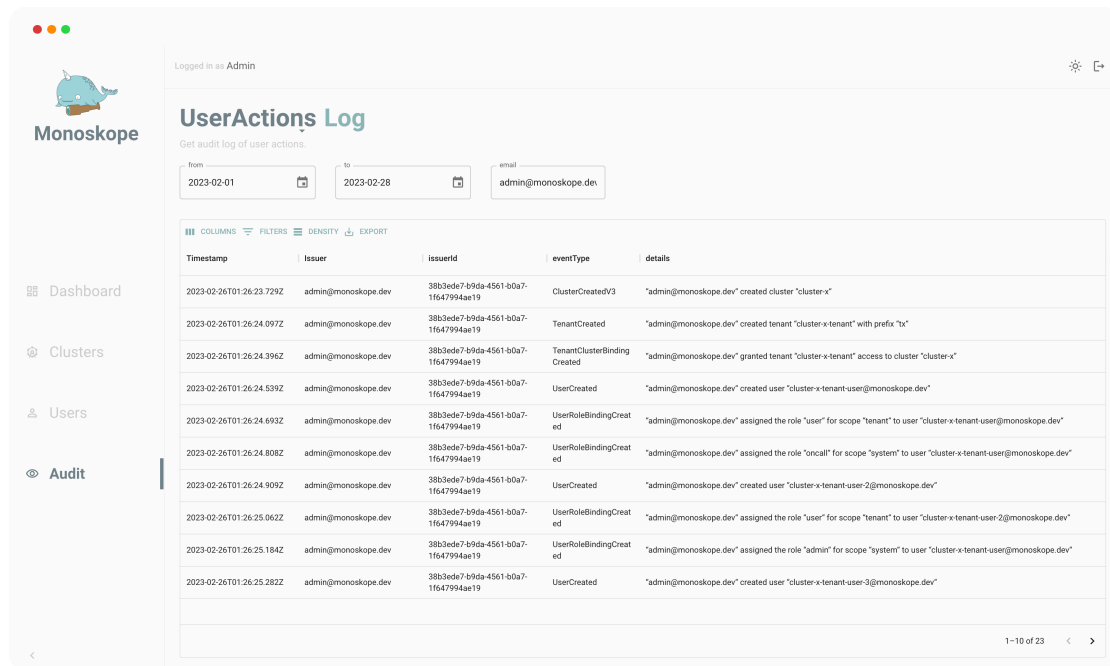 Logged in as Admin
Monoskope
UserActions Log
Get audit log of user actions.
from
to
email
2023-02-01
2023-02-28
admin@monoskope.dev
COLUMNS FILTERS DENSITY EXPORT
Timestamp Issuer issuerId eventType details
Dashboard
Clusters
Users
Audit
2023-02-26T01:26:23.729Z admin@monoskope.dev 38b3ede7-b9da-4561-b0a7- ClusterCreatedV3 "admin@monoskope.dev" created cluster "cluster-x"
1f647994ae19
2023-02-26T01:26:24.097Z admin@monoskope.dev 38b3ede7-b9da-4561-b0a7- TenantCreated "admin@monoskope.dev" created tenant "cluster-x-tenant" with prefix "tx"
1f647994ae19
2023-02-26T01:26:24.396Z admin@monoskope.dev 38b3ede7-b9da-4561-b0a7- TenantClusterBinding "admin@monoskope.dev" granted tenant "cluster-x-tenant" access to cluster "cluster-x"
1f647994ae19 Created
2023-02-26T01:26:24.539Z admin@monoskope.dev 38b3ede7-b9da-4561-b0a7- UserCreated "admin@monoskope.dev" created user "cluster-x-tenant-user@monoskope.dev"
1f647994ae19
2023-02-26T01:26:24.693Z admin@monoskope.dev 38b3ede7-b9da-4561-b0a7- UserRoleBindingCreat "admin@monoskope.dev" assigned the role "user" for scope "tenant" to user "cluster-x-tenant-user@monoskope.dev"
1f647994ae19 ed
2023-02-26T01:26:24.808Z admin@monoskope.dev 38b3ede7-b9da-4561-b0a7- UserRoleBindingCreat "admin@monoskope.dev" assigned the role "oncall" for scope "system" to user "cluster-x-tenant-user@monoskope.dev"
1f647994ae19 ed
2023-02-26T01:26:24.909Z admin@monoskope.dev 38b3ede7-b9da-4561-b0a7- UserCreated "admin@monoskope.dev" created user "cluster-x-tenant-user-2@monoskope.dev"
1f647994ae19
2023-02-26T01:26:25.062Z admin@monoskope.dev 38b3ede7-b9da-4561-b0a7- UserRoleBindingCreat "admin@monoskope.dev" assigned the role "user" for scope "tenant" to user "cluster-x-tenant-user-2@monoskope.dev"
1f647994ae19 ed
2023-02-26T01:26:25.184Z admin@monoskope.dev 38b3ede7-b9da-4561-b0a7- UserRoleBindingCreat "admin@monoskope.dev" assigned the role "admin" for scope "system" to user "cluster-x-tenant-user@monoskope.dev"
1f647994ae19 ed
2023-02-26T01:26:25.282Z admin@monoskope.dev 38b3ede7-b9da-4561-b0a7- UserCreated "admin@monoskope.dev" created user "cluster-x-tenant-user-3@monoskope.dev"
1f647994ae19
1–10 of 23